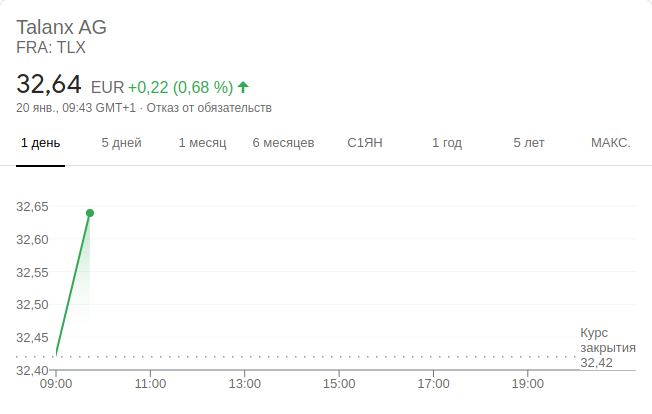 Talanx AG
FRA: TLX
32,64 EUR +0,22 (0,68 %)
20 янв., 09:43 GMT+1 · Отказ от обязательств
1 день 5 дней 1 месяц 6 месяцев С1ЯН 1 год 5 лет МАКС.
32,65
32,60
32,55
32,50
32,45
32,40
Курс
закрытия
32,42
09:00 11:00 13:00 15:00 17:00 19:00